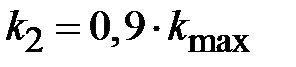 k₂ = 0,9 · kₘₐₓ